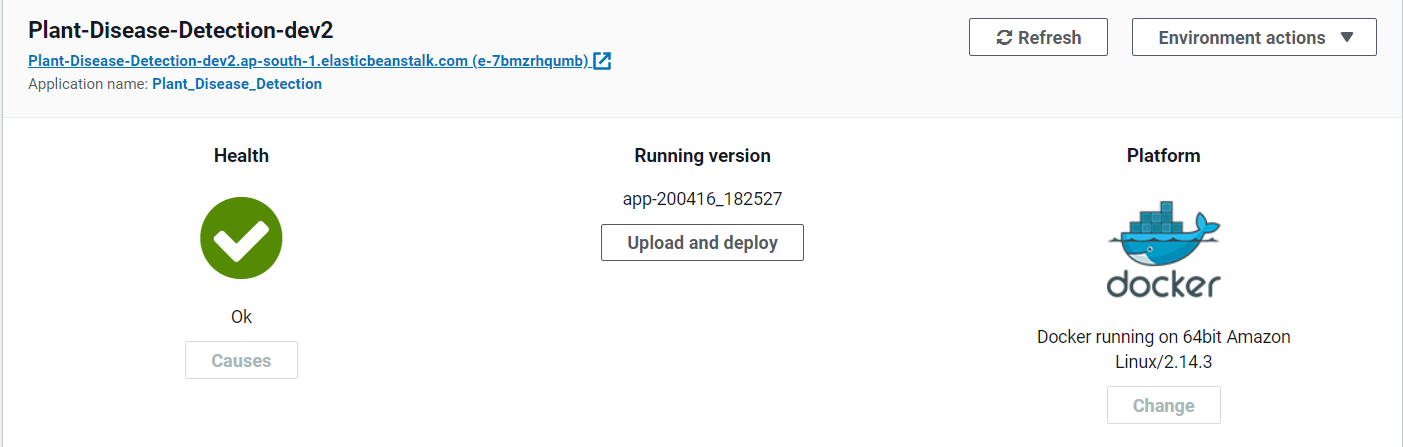 Plant-Disease-Detection-dev2
Refresh
Environment actions
Plant-Disease-Detection-dev2.ap-south-1.elasticbeanstalk.com (e-7bmzrhqumb)
Application name: Plant_Disease_Detection
Health
Ok
Causes
Running version
app-200416_182527
Upload and deploy
Platform
docker
Docker running on 64bit Amazon
Linux/2.14.3
Change